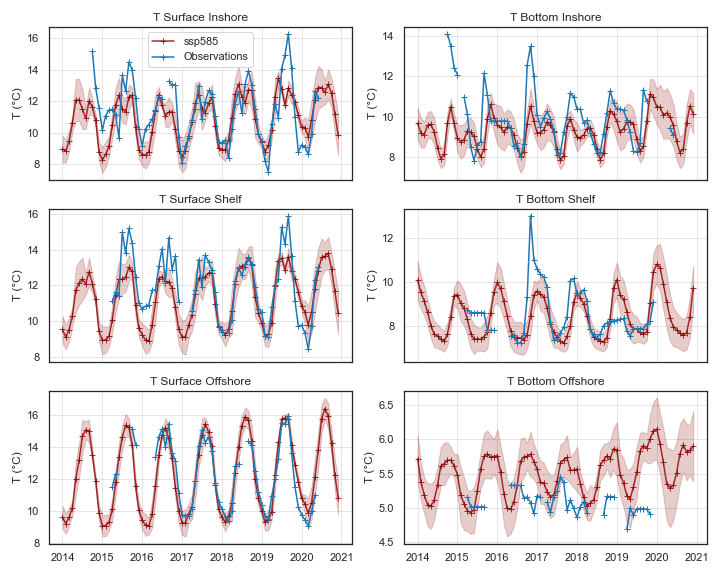 T Surface Inshore
T (°C)
16
14
12
10
8
ssp585
Observations
T Bottom Inshore
T (°C)
14
12
10
8
T Surface Shelf
T (°C)
16
14
12
10
8
T Bottom Shelf
T (°C)
12
10
8
T Surface Offshore
T (°C)
16
14
12
10
8
2014 2015 2016 2017 2018 2019 2020 2021
T Bottom Offshore
T (°C)
6.5
6.0
5.5
5.0
4.5
2014 2015 2016 2017 2018 2019 2020 2021